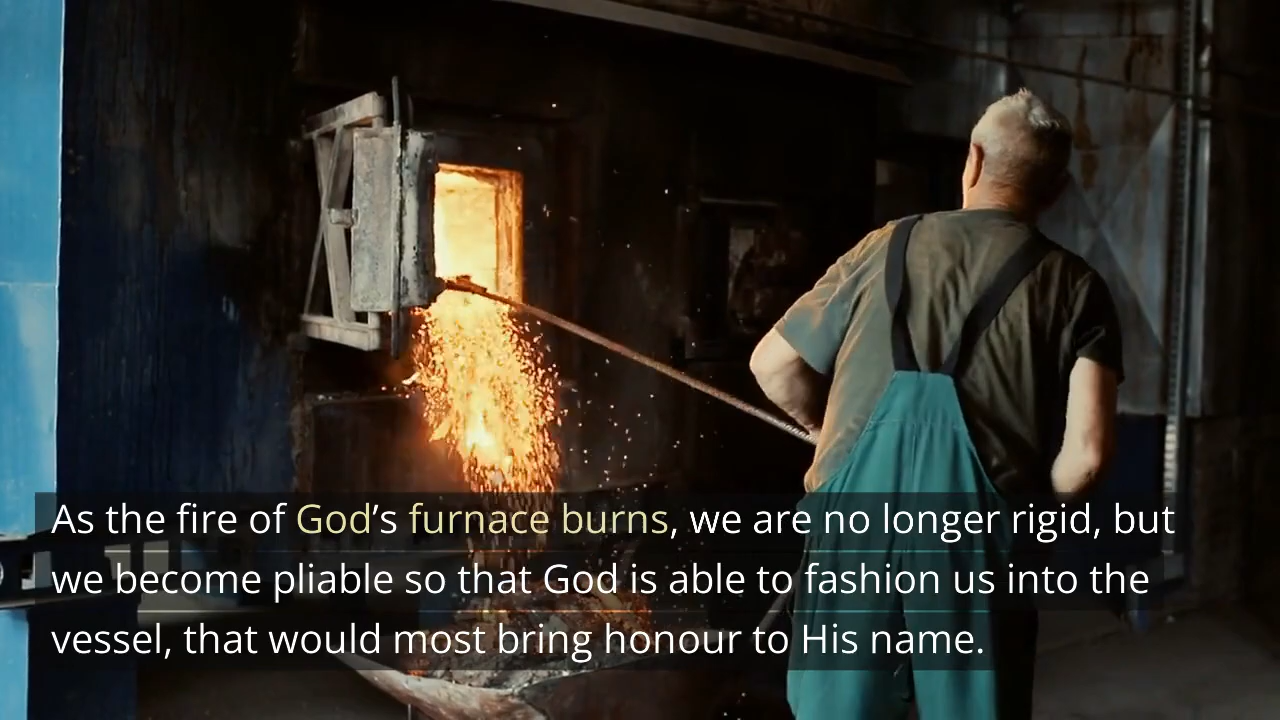 As the fire of God’s furnace burns, we are no longer rigid, but
we become pliable so that God is able to fashion us into the
vessel, that would most bring honour to His name.